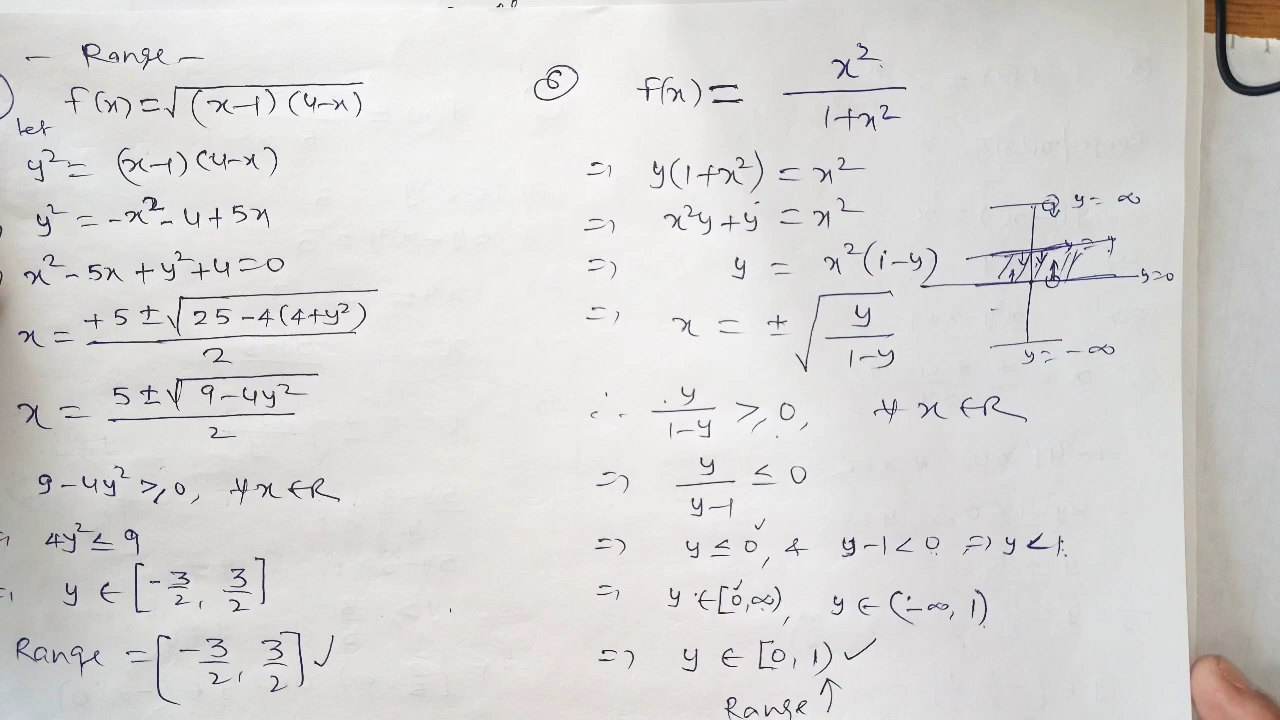 - Range -
f(x) = √(x-1)(4-x)
let
y² = (x-1)(4-x)
y² = -x² - 4 + 5x
x² - 5x + y² + 4 = 0
x = +5 ± √25 - 4(4+y²) / 2
x = 5 ± √9 - 4y² / 2
9 - 4y² ≥ 0, ∀ x ∈ R
4y² ≤ 9
y ∈ [-3/2, 3/2]
Range = [-3/2, 3/2] ✓
⑥ f(x) = x² / 1+x²
⇒ y(1+x²) = x²
⇒ x²y + y = x²
⇒ y = x²(1-y)
⇒ x = ± √y / 1-y
∴ y / 1-y ≥ 0, ∀ x ∈ R
⇒ y / y-1 ≤ 0
⇒ y ≤ 0, & y-1 < 0 ⇒ y < 1
⇒ y ∈ [0, ∞), y ∈ (-∞, 1)
⇒ y ∈ [0, 1) ✓
Range ↑
y = ∞
y = 0
y = -∞